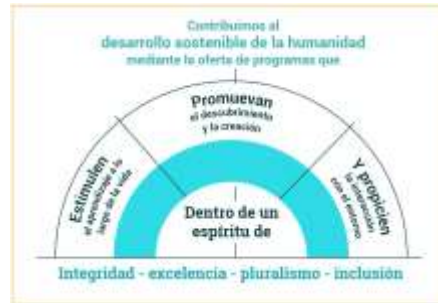 Contribuimos al
desarrollo sostenible de la humanidad
mediante la oferta de programas que
Estimulen
el aprendizaje a lo
largo de la vida
Promuevan
el descubrimiento
y la creación
Y propicien
la interacción
con el entorno
Dentro de un
espíritu de
Integridad - excelencia - pluralismo - inclusión